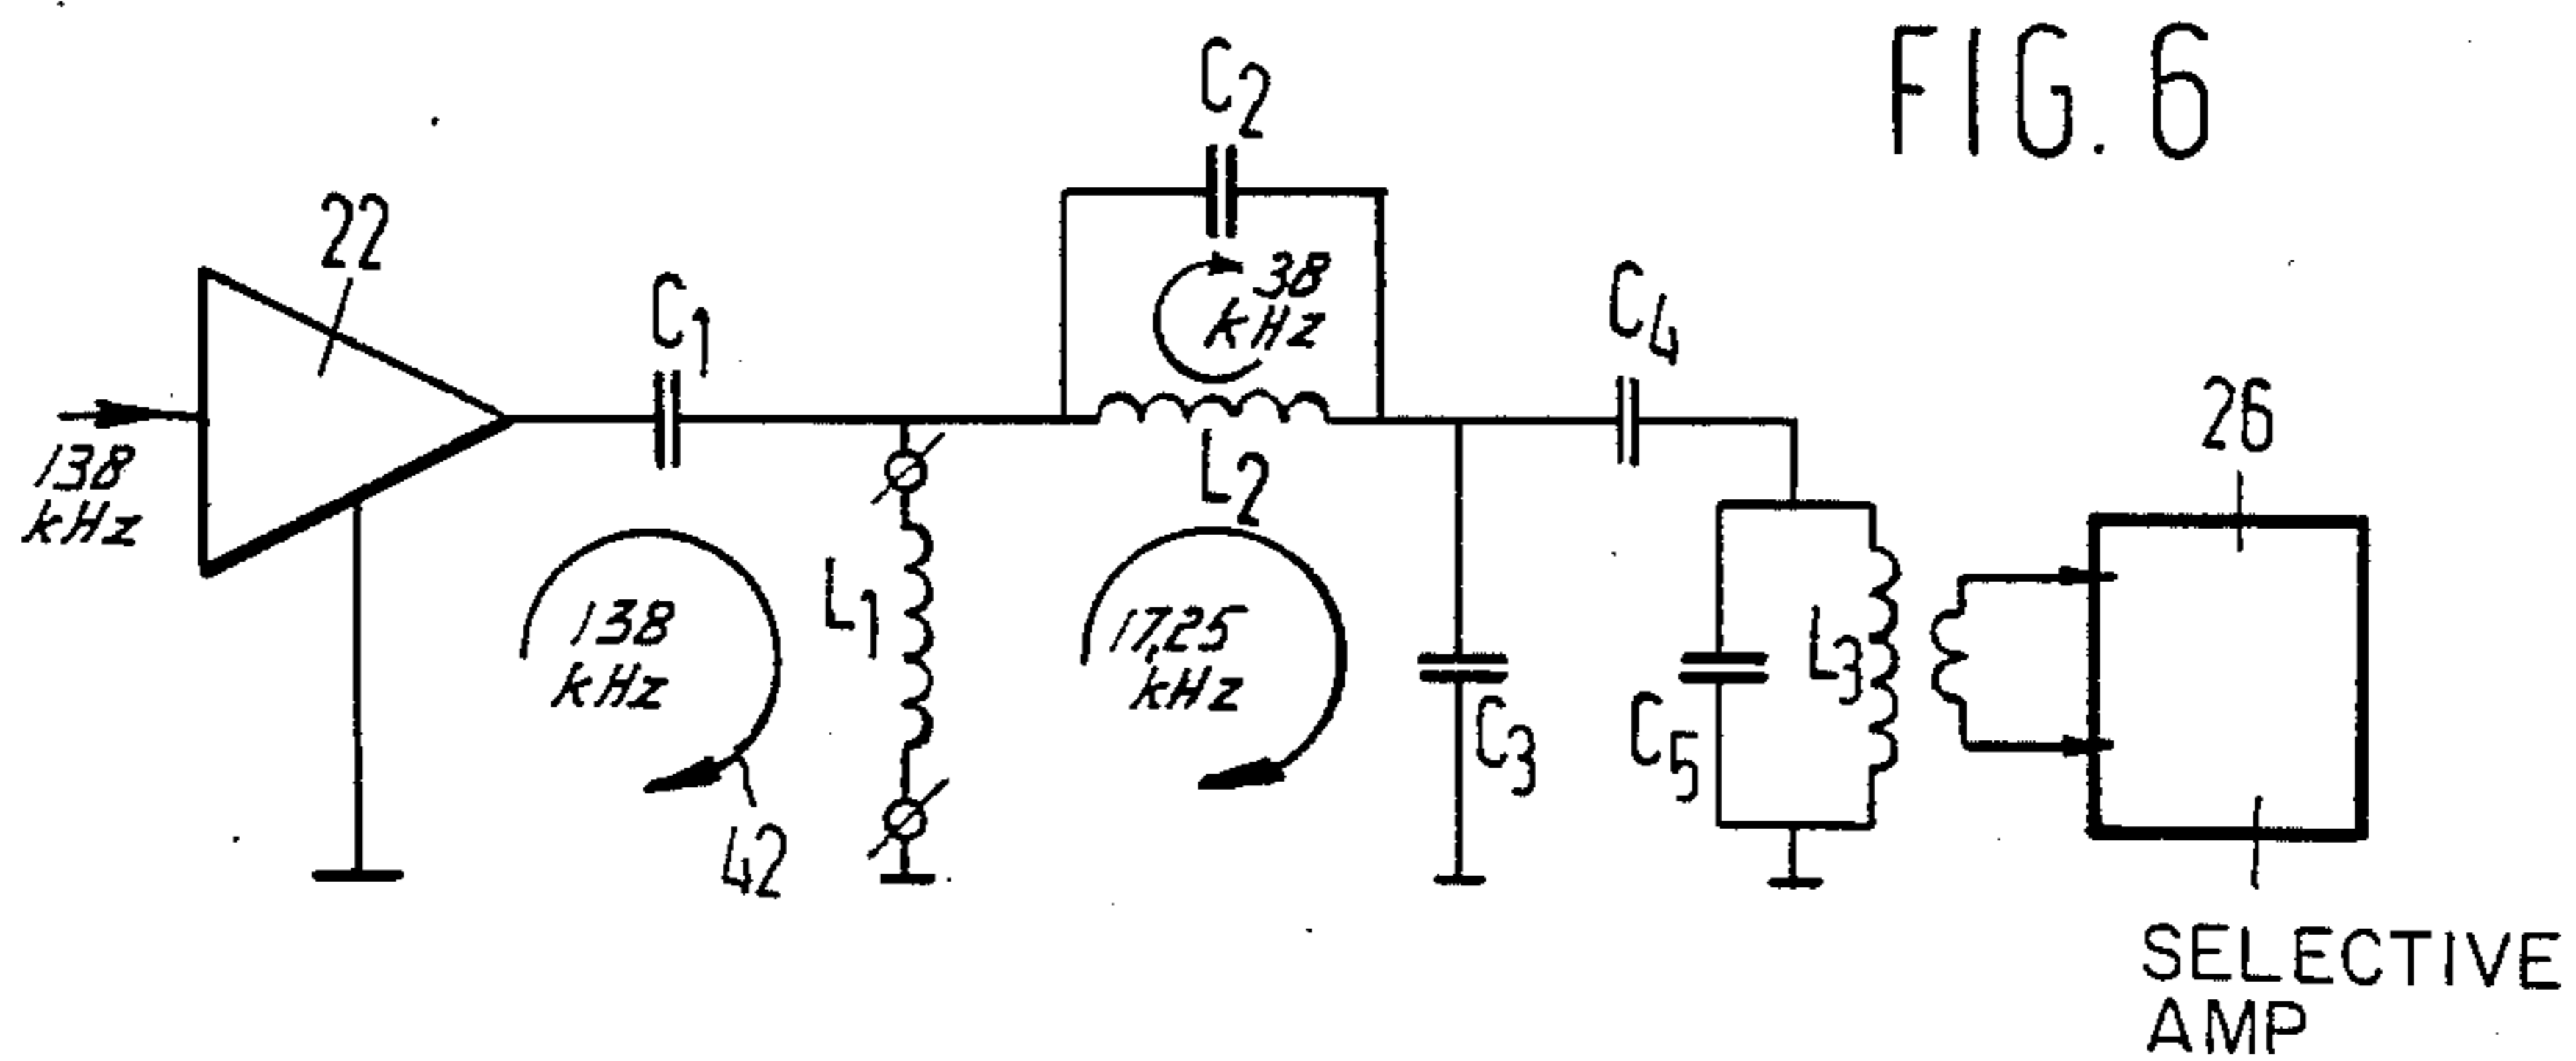 FIG. 6
C2
22
38
kHz
C1
C4
26
138
kHz
L2
138
kHz
L1
17,25
kHz
L3
C5
C3
42
SELECTIVE
AMP